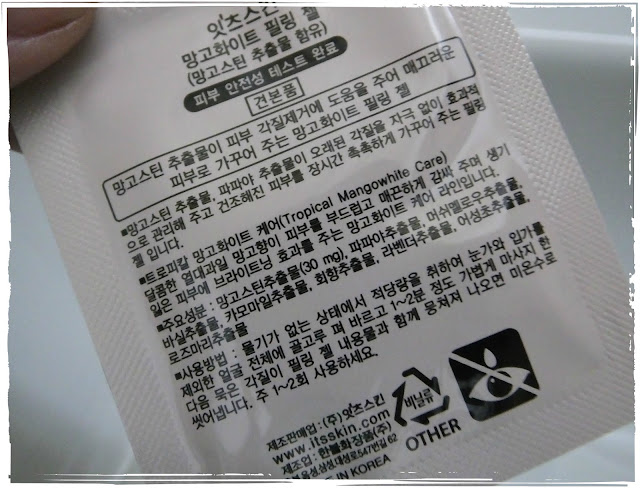 잇츠스킨
망고화이트 필링 젤
(망고스틴 추출물 함유)
피부 안전성 테스트 완료
견본품
망고스틴 추출물이 피부 각질제거에 도움을 주어 매끄러운
피부로 가꾸어 주는 망고화이트 필링 젤
■망고스틴 추출물, 파파야 추출물이 오래된 각질을 자극 없이 효과적
으로 관리해 주고 건조해진 피부를 장시간 촉촉하게 가꾸어 주는 필링
젤 입니다.
■트로피칼 망고화이트 케어(Tropical Mangowhite Care)
달콤한 열대과일 망고향이 피부를 부드럽고 매끈하게 감싸 주며 생기
잃은 피부에 브라이트닝 효과를 주는 망고화이트 케어 라인입니다.
■주요성분 : 망고스틴추출물(30 mg), 파파야추출물, 머쉬멜로우추출물,
바실추출물, 카모마일추출물, 회향추출물, 라벤더추출물, 어성초추출물,
로즈마리추출물
■사용방법 : 물기가 없는 상태에서 적당량을 취하여 눈가와 입가를
제외한 얼굴 전체에 골고루 펴 바르고 1~2분 정도 가볍게 마사지 한
다음 묵은 각질이 필링 젤 내용물과 함께 뭉쳐져 나오면 미온수로
씻어냅니다. 주 1~2회 사용하세요.
제조판매업 : (주)잇츠스킨
www.itsskin.com
제조업 : 한불화장품(주)
삼성, 대성로547번길 62
IN KOREA
비닐류
OTHER